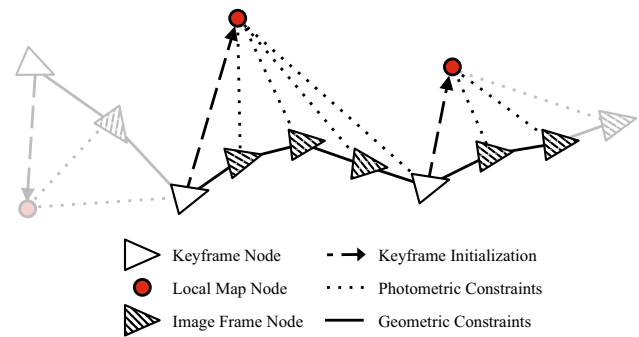 Keyframe Node
Keyframe Initialization
Local Map Node
Photometric Constraints
Image Frame Node
Geometric Constraints